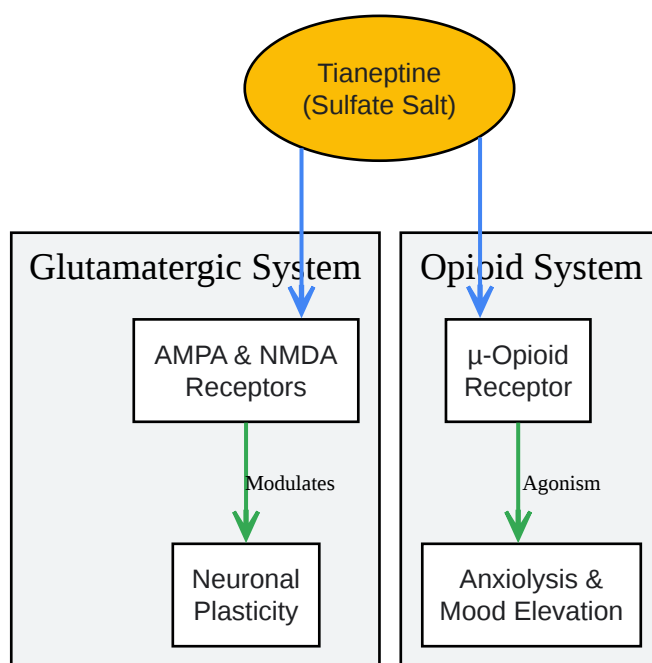 Tianeptine
(Sulfate Salt)
Glutamatergic System
Opioid System
AMPA & NMDA
Receptors
µ-Opioid
Receptor
Modulates
Agonism
Neuronal
Plasticity
Anxiolysis &
Mood Elevation